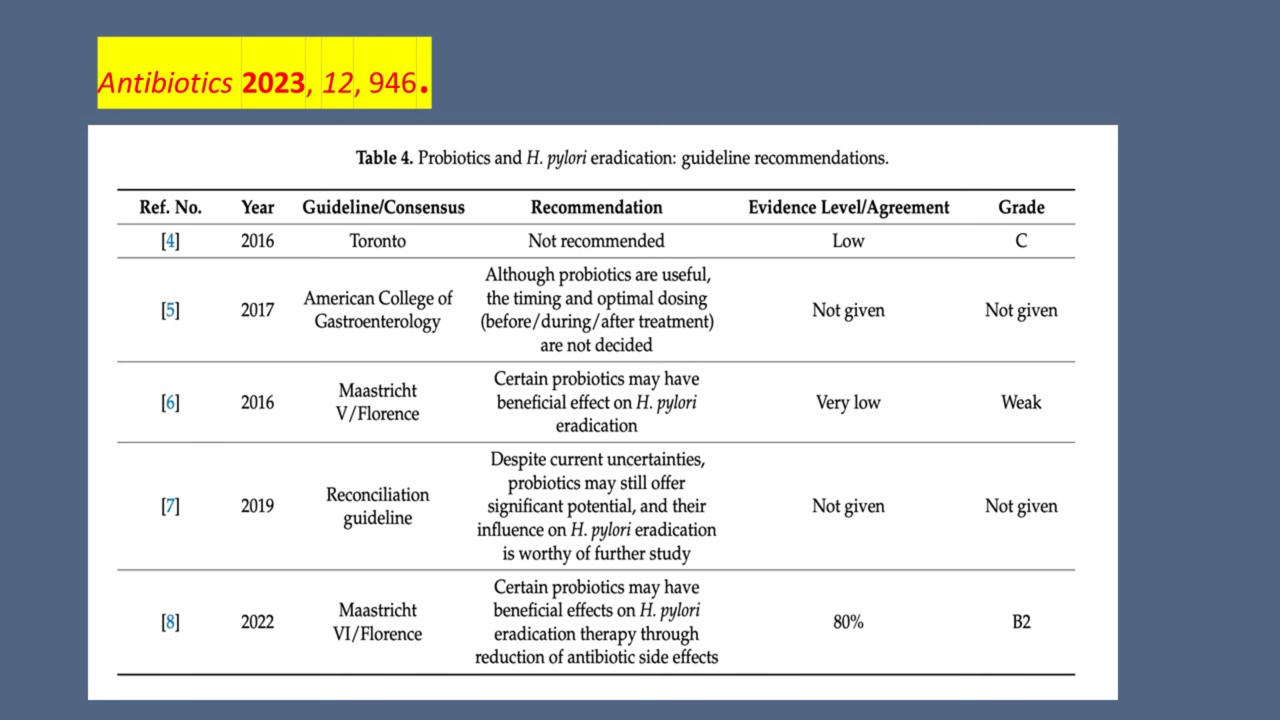 Antibiotics 2023, 12, 946.
Table 4. Probiotics and H. pylori eradication: guideline recommendations.
Ref. No. Year Guideline/Consensus Recommendation Evidence Level/Agreement Grade
[4] 2016 Toronto Not recommended Low C
[5] 2017 American College of Gastroenterology Although probiotics are useful,
the timing and optimal dosing
(before/during/after treatment)
are not decided Not given Not given
[6] 2016 Maastricht
V/Florence Certain probiotics may have
beneficial effect on H. pylori
eradication Very low Weak
[7] 2019 Reconciliation
guideline Despite current uncertainties,
probiotics may still offer
significant potential, and their
influence on H. pylori eradication
is worthy of further study Not given Not given
[8] 2022 Maastricht
VI/Florence Certain probiotics may have
beneficial effects on H. pylori
eradication therapy through
reduction of antibiotic side effects 80% B2